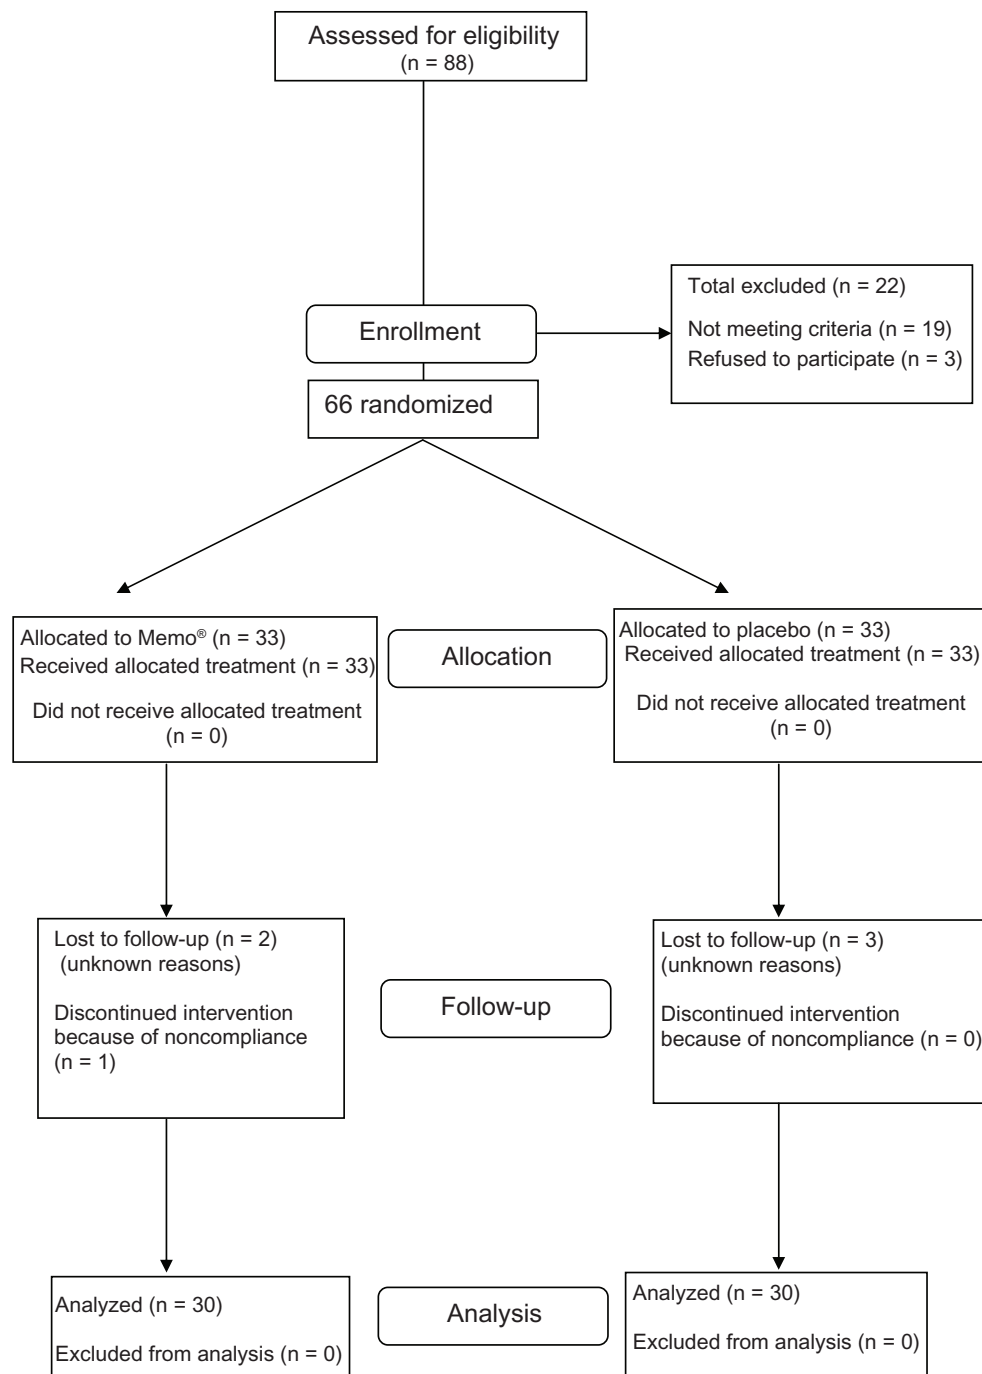 Assessed for eligibility
(n = 88)
Total excluded (n = 22)
Not meeting criteria (n = 19)
Refused to participate (n = 3)
Enrollment
66 randomized
Allocated to Memo® (n = 33)
Received allocated treatment (n = 33)
Did not receive allocated treatment
(n = 0)
Allocation
Allocated to placebo (n = 33)
Received allocated treatment (n = 33)
Did not receive allocated treatment
(n = 0)
Lost to follow-up (n = 2)
(unknown reasons)
Discontinued intervention
because of noncompliance
(n = 1)
Follow-up
Lost to follow-up (n = 3)
(unknown reasons)
Discontinued intervention
because of noncompliance (n = 0)
Analyzed (n = 30)
Excluded from analysis (n = 0)
Analysis
Analyzed (n = 30)
Excluded from analysis (n = 0)